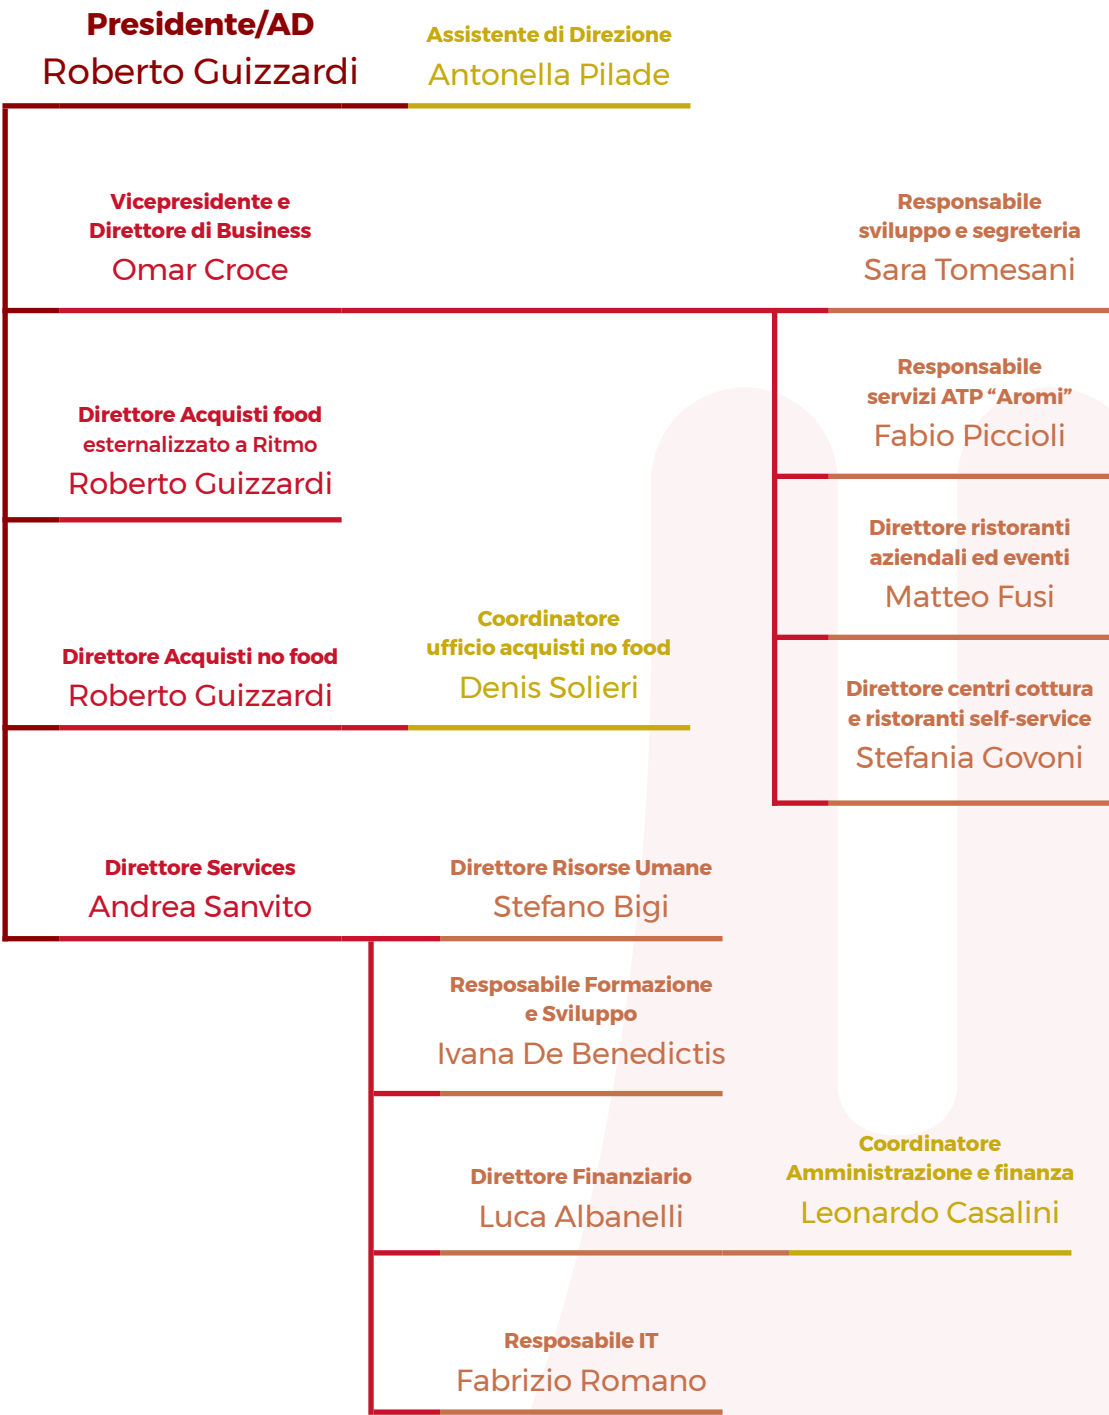 Presidente/AD
Roberto Guizzardi
Assistente di Direzione
Antonella Pilade
Vicepresidente e
Direttore di Business
Omar Croce
Responsabile
sviluppo e segreteria
Sara Tomesani
Responsabile
servizi ATP “Aromi”
Fabio Piccioli
Direttore ristoranti
aziendali ed eventi
Matteo Fusi
Direttore centri cottura
e ristoranti self-service
Stefania Govoni
Direttore Acquisti food
esternalizzato a Ritmo
Roberto Guizzardi
Direttore Acquisti no food
Roberto Guizzardi
Coordinatore
ufficio acquisti no food
Denis Solieri
Direttore Services
Andrea Sanvito
Direttore Risorse Umane
Stefano Bigi
Resposabile Formazione
e Sviluppo
Ivana De Benedictis
Direttore Finanziario
Luca Albanelli
Coordinatore
Amministrazione e finanza
Leonardo Casalini
Resposabile IT
Fabrizio Romano